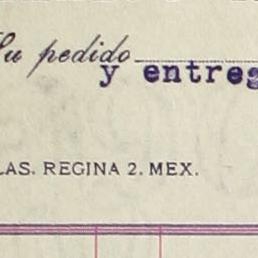 Su pedido
y entreg
LAS. REGINA 2. MEX.